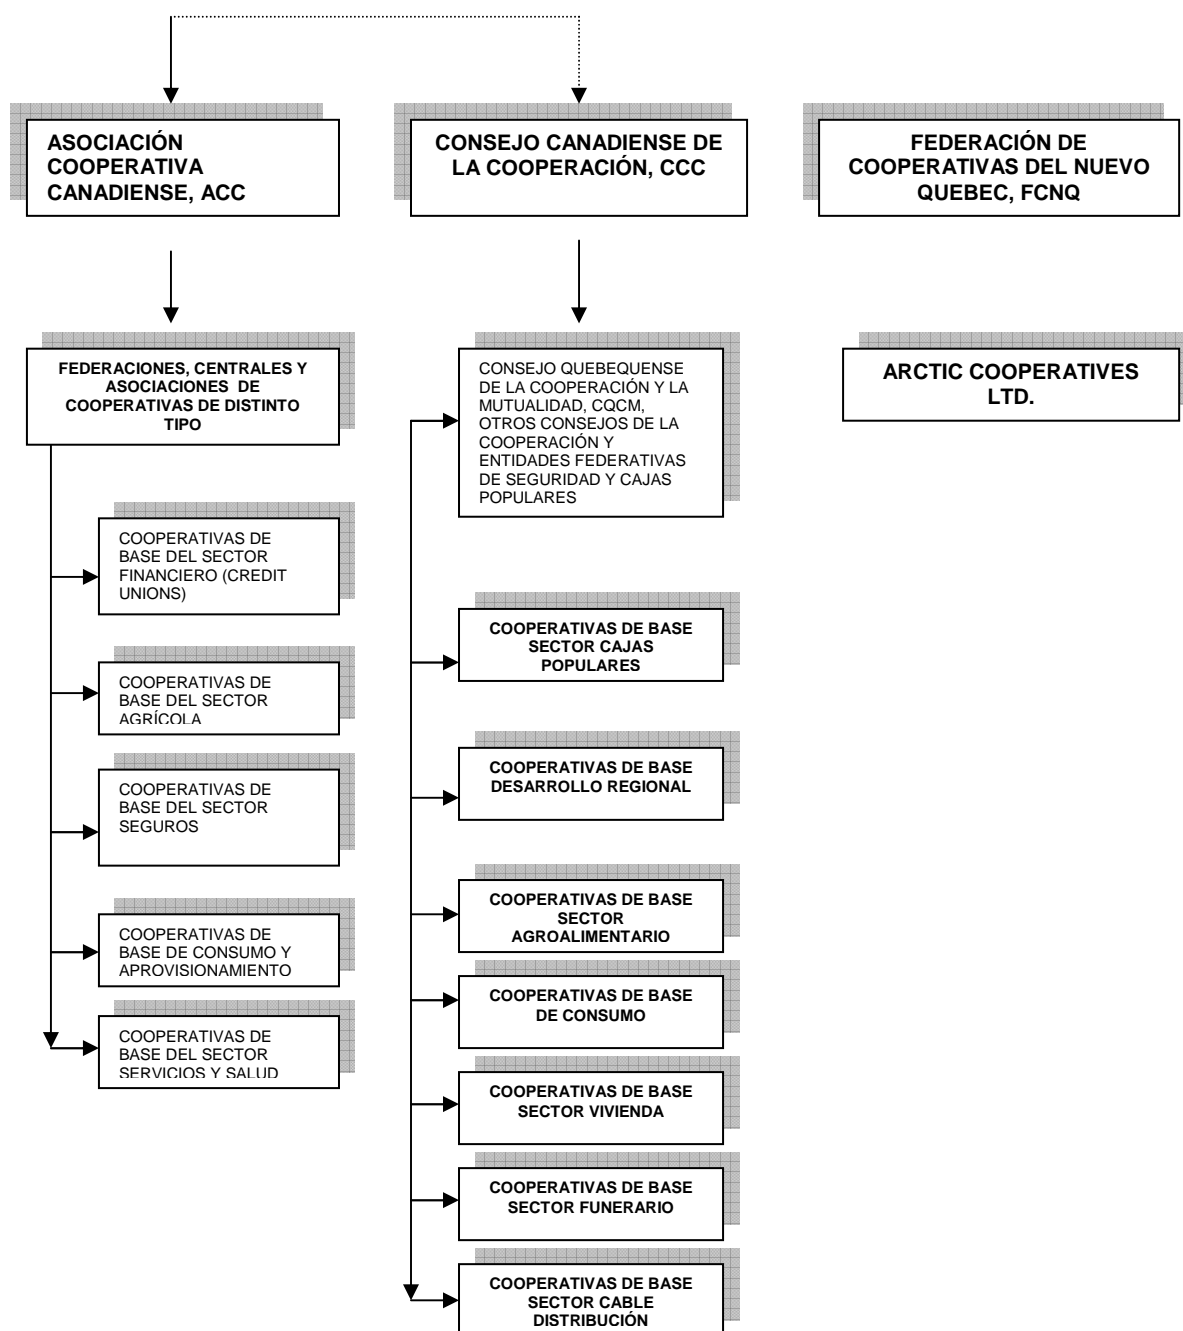 ASOCIACIÓN
COOPERATIVA
CANADIENSE, ACC
CONSEJO CANADIENSE DE
LA COOPERACIÓN, CCC
FEDERACIÓN DE
COOPERATIVAS DEL NUEVO
QUEBEC, FCNQ
FEDERACIONES, CENTRALES Y
ASOCIACIONES DE
COOPERATIVAS DE DISTINTO
TIPO
COOPERATIVAS DE
BASE DEL SECTOR
FINANCIERO (CREDIT
UNIONS)
COOPERATIVAS DE
BASE DEL SECTOR
AGRÍCOLA
COOPERATIVAS DE
BASE DEL SECTOR
SEGUROS
COOPERATIVAS DE
BASE DE CONSUMO Y
APROVISIONAMIENTO
COOPERATIVAS DE
BASE DEL SECTOR
SERVICIOS Y SALUD
CONSEJO QUEBEQUENSE
DE LA COOPERACIÓN Y LA
MUTUALIDAD, CQCM,
OTROS CONSEJOS DE LA
COOPERACIÓN Y
ENTIDADES FEDERATIVAS
DE SEGURIDAD Y CAJAS
POPULARES
COOPERATIVAS DE BASE
SECTOR CAJAS
POPULARES
COOPERATIVAS DE BASE
DESARROLLO REGIONAL
COOPERATIVAS DE BASE
SECTOR
AGROALIMENTARIO
COOPERATIVAS DE BASE
DE CONSUMO
COOPERATIVAS DE BASE
SECTOR VIVIENDA
COOPERATIVAS DE BASE
SECTOR FUNERARIO
COOPERATIVAS DE BASE
SECTOR CABLE
DISTRIBUCIÓN
ARCTIC COOPERATIVES
LTD.